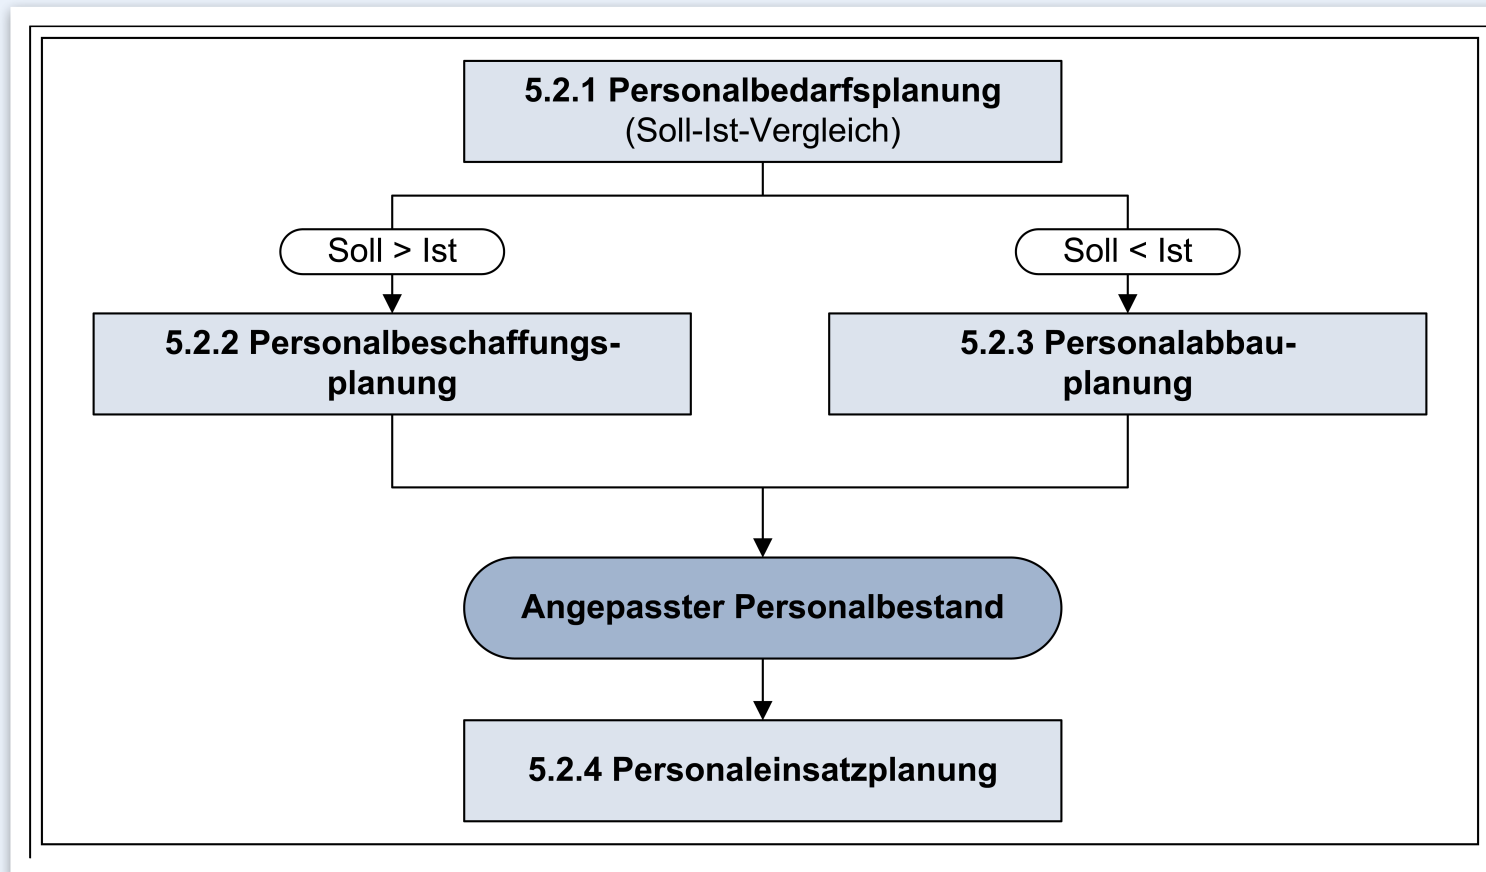 5.2.1 Personalbedarfsplanung
(Soll-Ist-Vergleich)
Soll > Ist
Soll < Ist
5.2.2 Personalbeschaffungs-
planung
5.2.3 Personalabbau-
planung
Angepasster Personalbestand
5.2.4 Personaleinsatzplanung